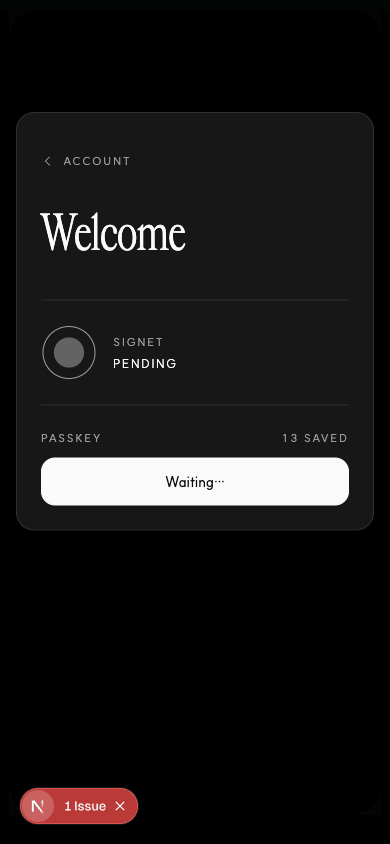 ACCOUNT
Welcome
SIGNET
PENDING
PASSKEY
13 SAVED
Waiting···
N 1 Issue